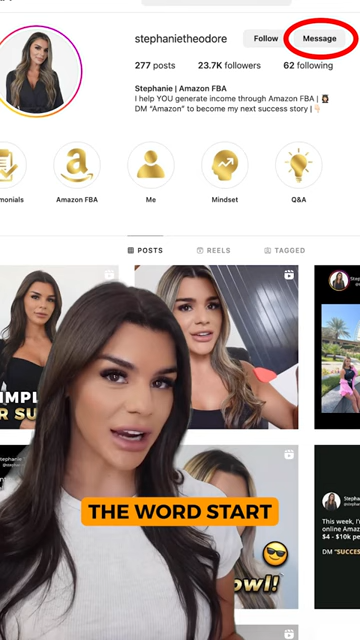 stephanietheodore
Follow
Message
277 posts
23.7K followers
62 following
Stephanie | Amazon FBA
I help YOU generate income through Amazon FBA |
DM "Amazon" to become my next success story |
monials
Amazon FBA
Me
Mindset
Q&A
POSTS
REELS
TAGGED
THE WORD START
This week, I'
online Amaz
$4 - $10k pe
DM "SUCCES